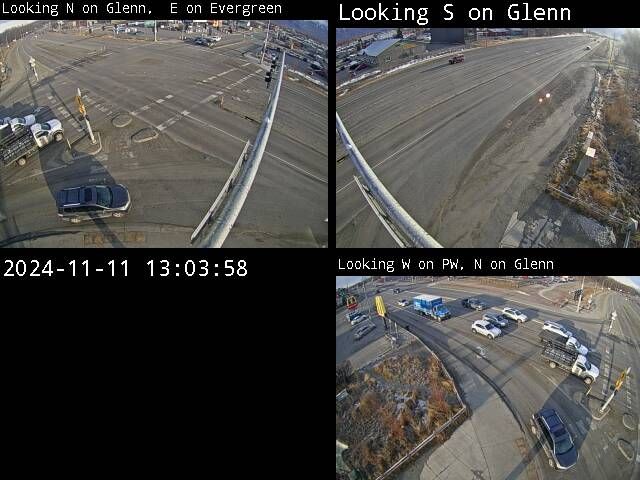 Looking N on Glenn,  E on Evergreen
Looking S on Glenn
2024-11-11 13:03:58
Looking W on PW, N on Glenn